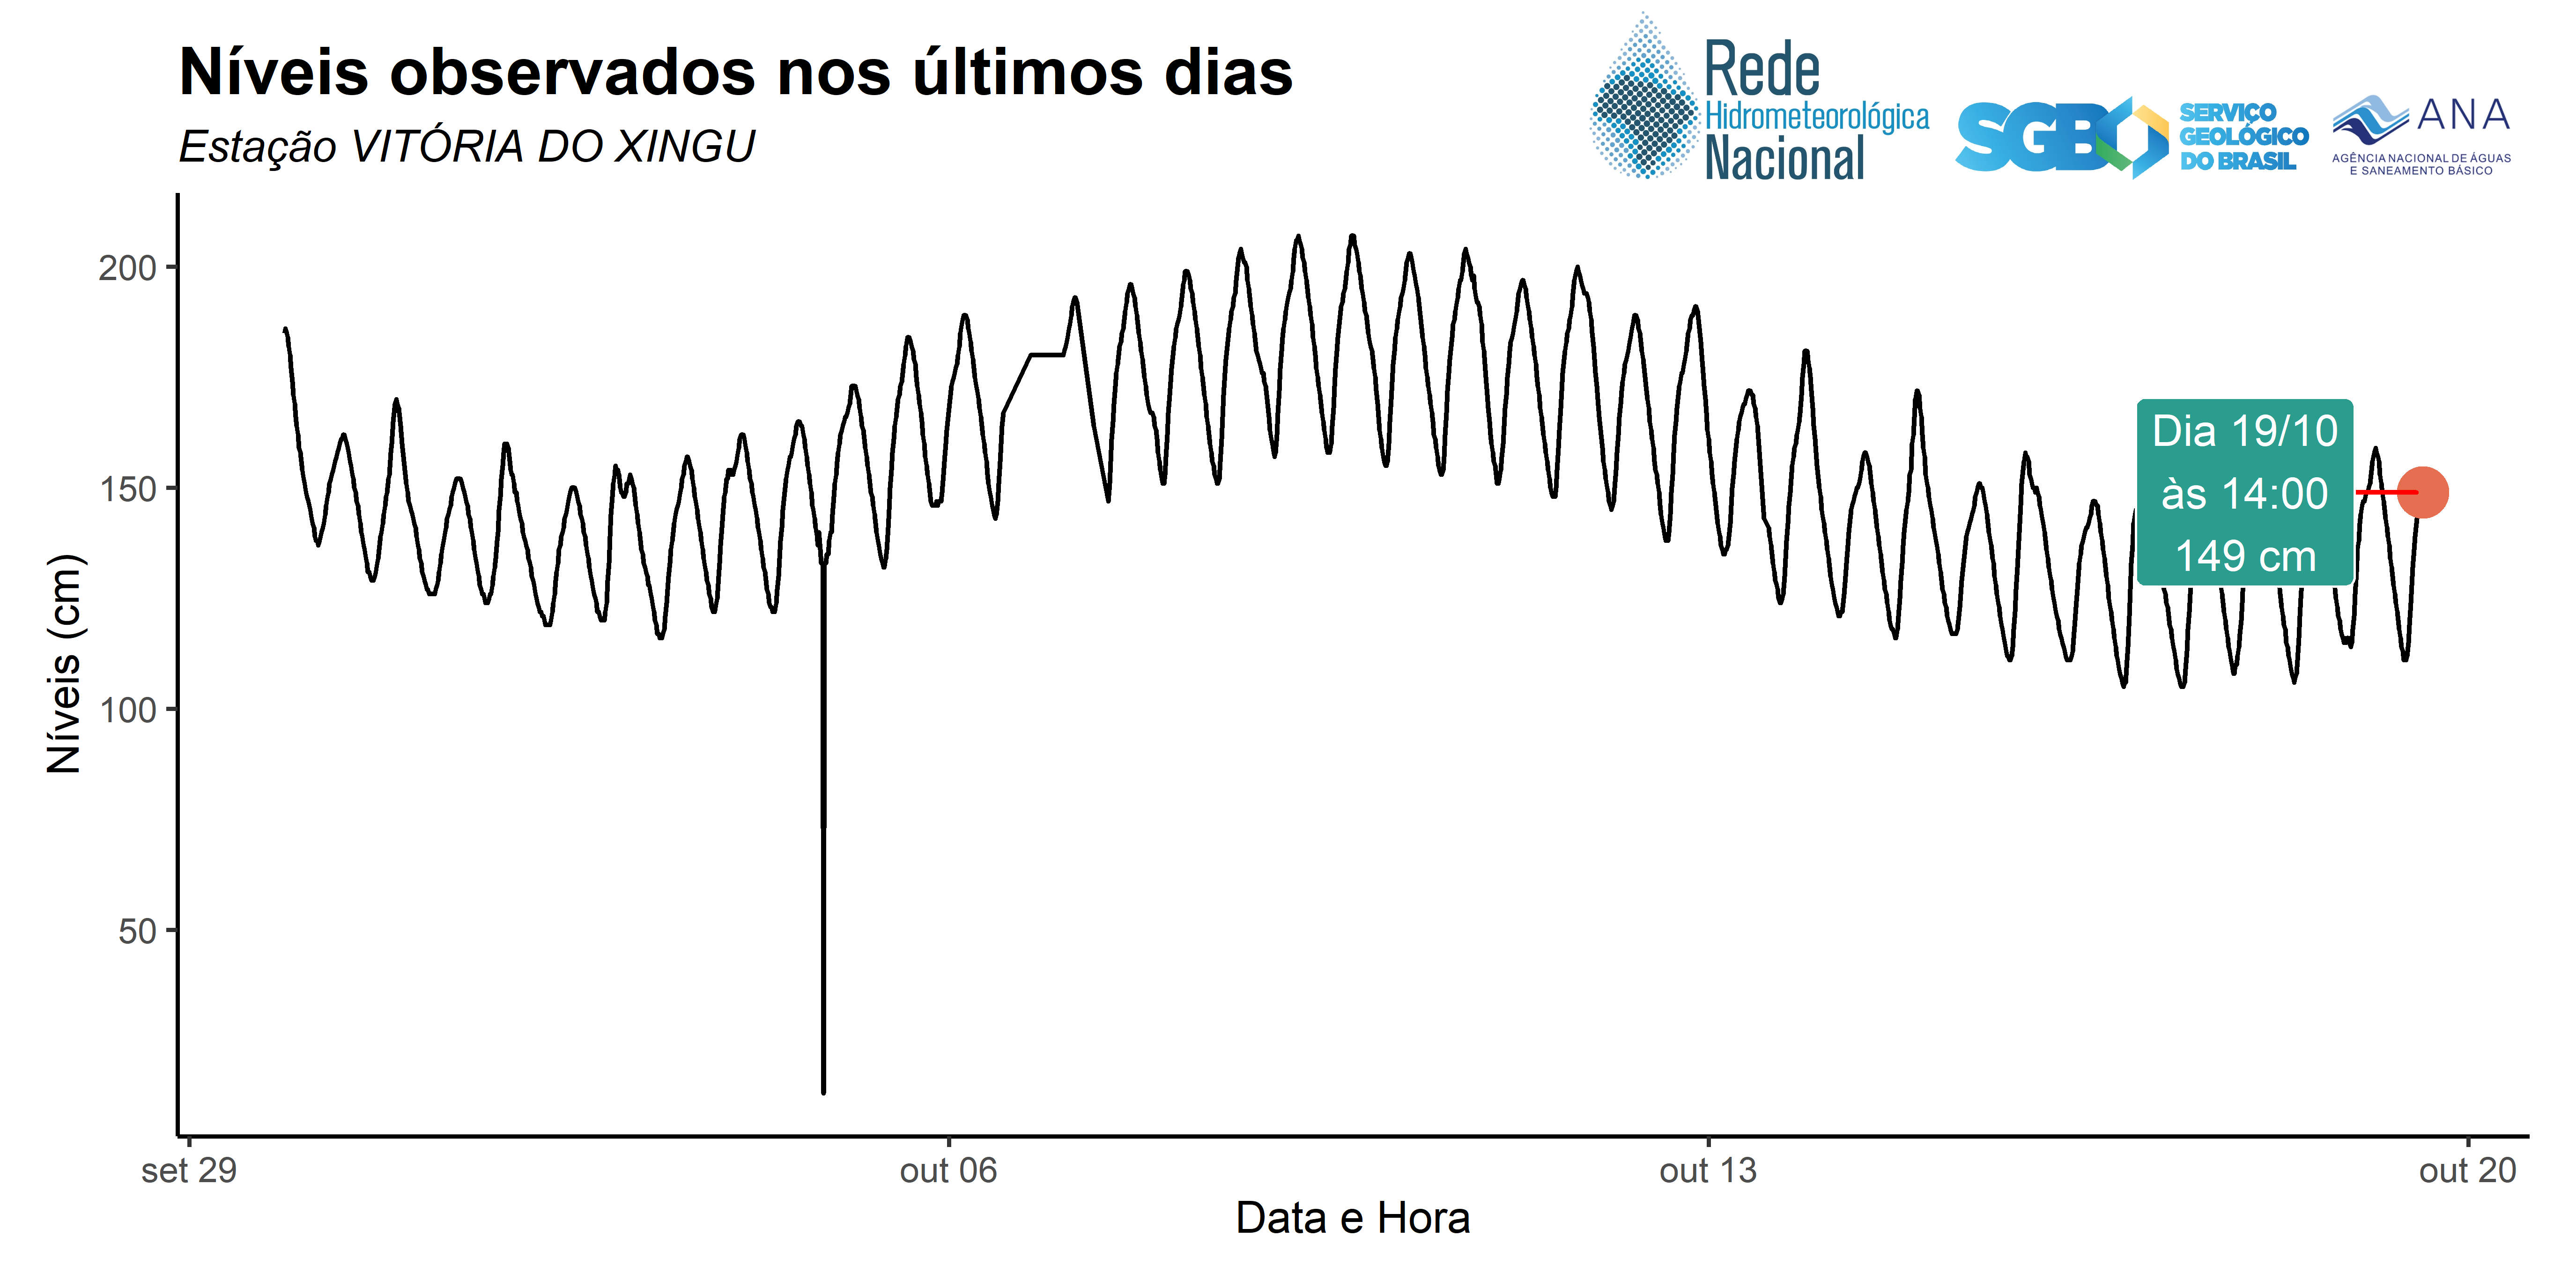 Níveis observados nos últimos dias
Estação VITÓRIA DO XINGU
Rede
Hidrometeorológica
Nacional
SGB
SERVIÇO
GEOLÓGICO
DO BRASIL
ANA
AGÊNCIA NACIONAL DE ÁGUAS
E SANEAMENTO BÁSICO
Níveis (cm)
200
150
100
50
Dia 19/10
às 14:00
149 cm
set 29
out 06
out 13
out 20
Data e Hora